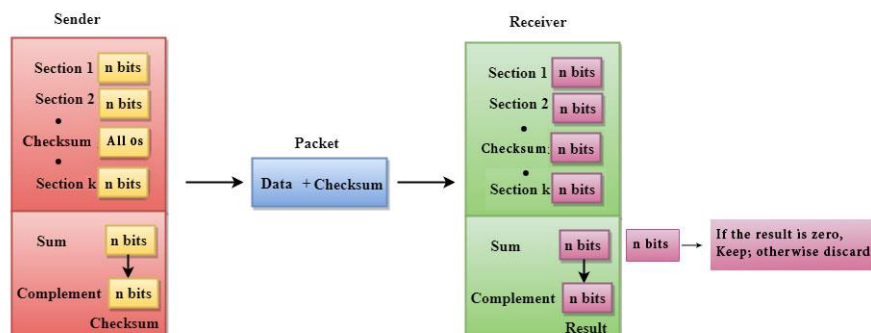 Sender
Section 1 n bits
Section 2 n bits
Checksum All 0s
Section k n bits
Sum n bits
Complement n bits
Checksum
Packet
Data + Checksum
Receiver
Section 1 n bits
Section 2 n bits
Checksum: n bits
Section k n bits
Sum n bits
Complement n bits
Result
n bits
If the result is zero,
Keep; otherwise discard